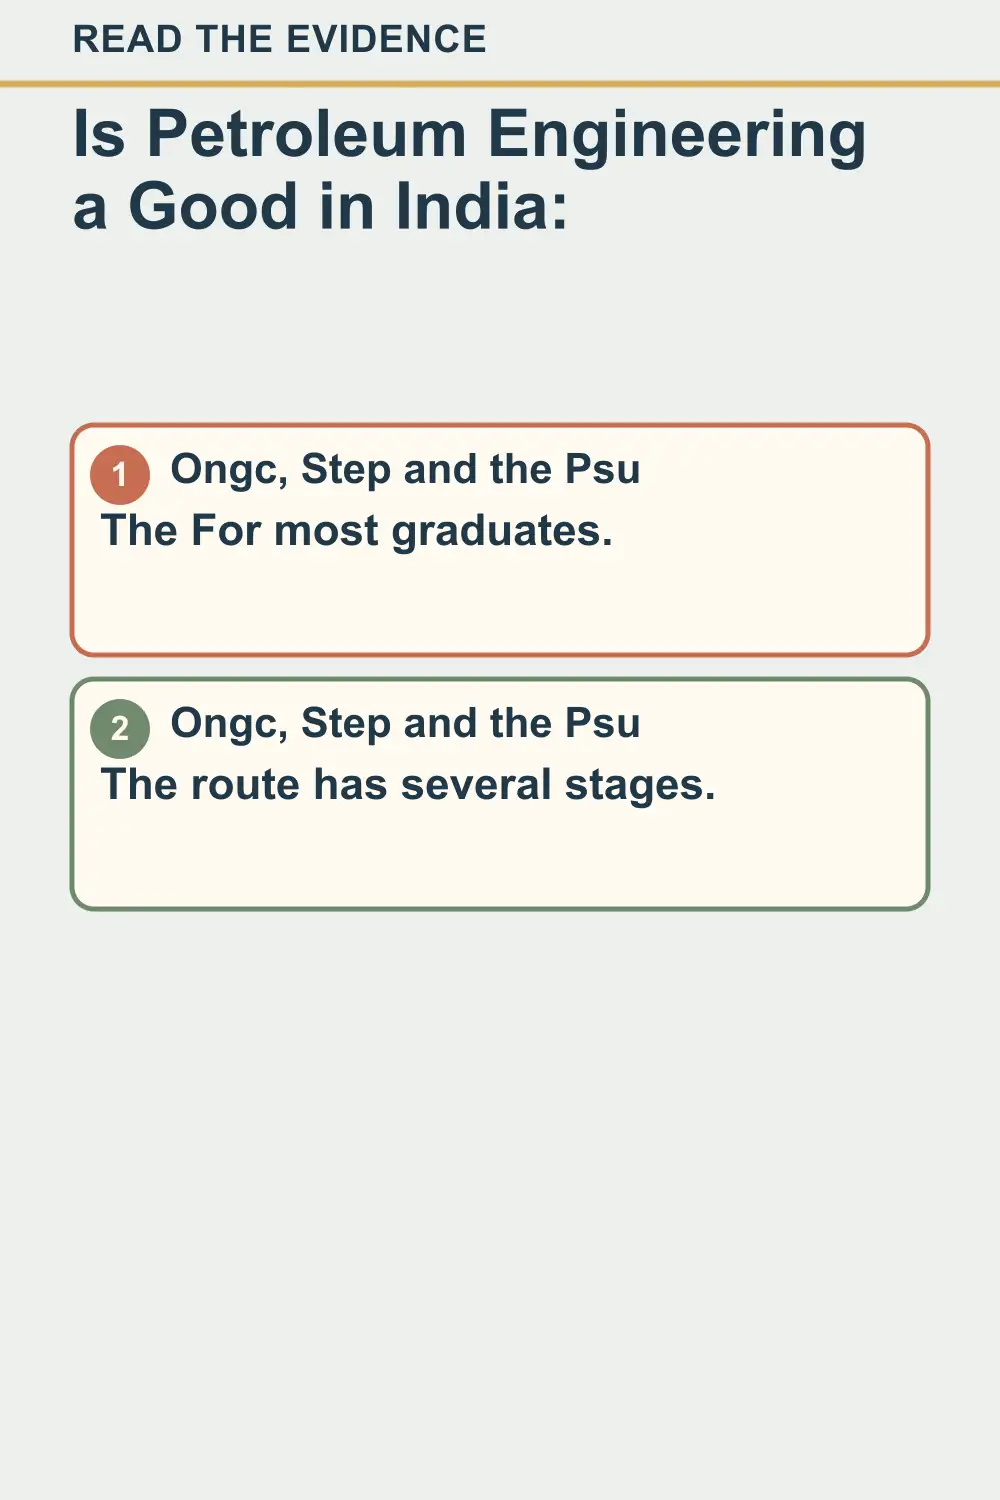 READ THE EVIDENCE
Is Petroleum Engineering
a Good in India:
1 Ongc, Step and the Psu
The For most graduates.
2 Ongc, Step and the Psu
The route has several stages.